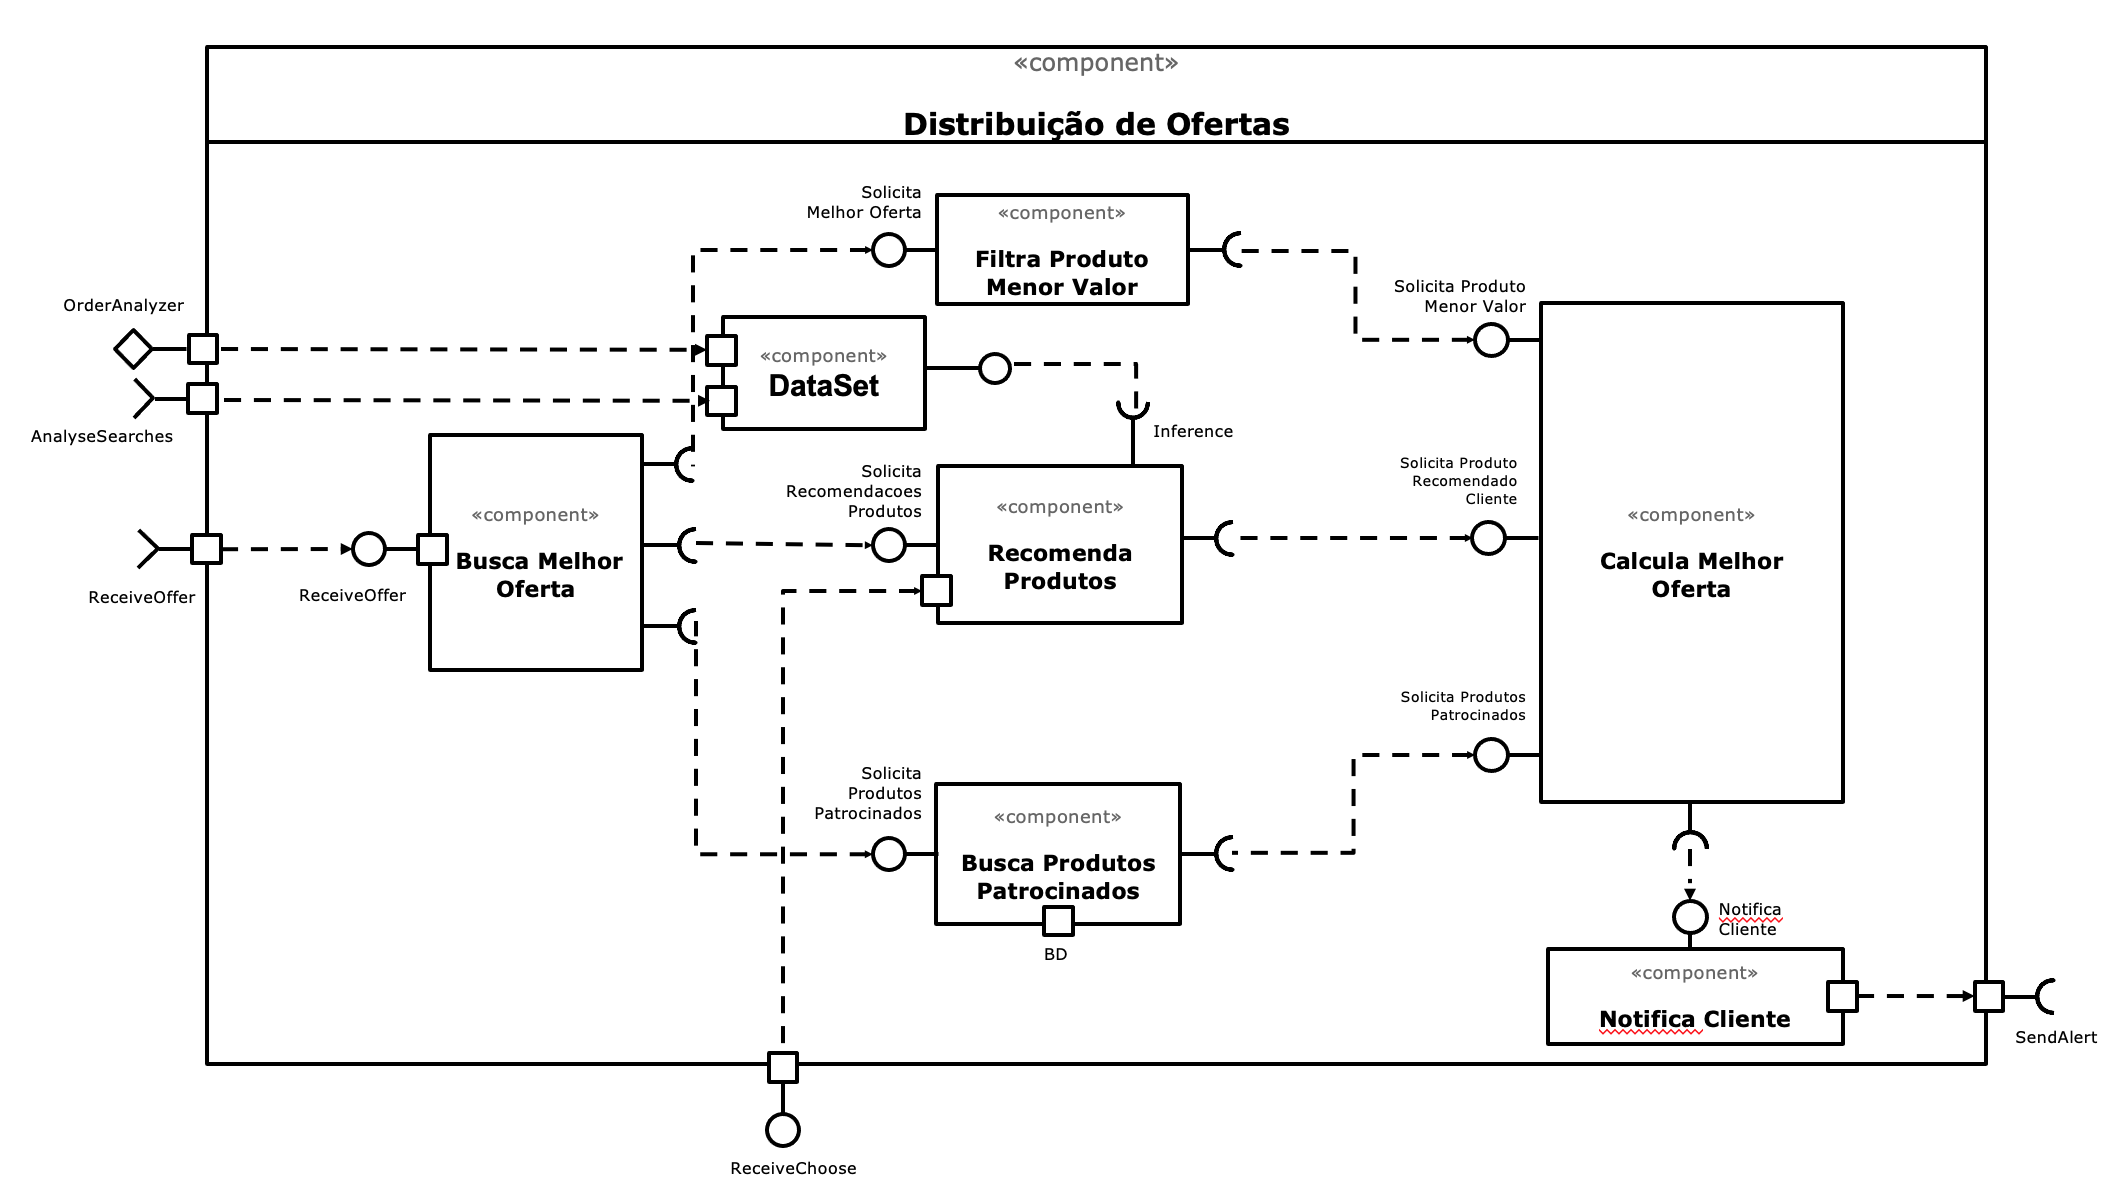 «component»
Distribuição de Ofertas
Solicita
Melhor Oferta
«component»
Filtra Produto
Menor Valor
OrderAnalyzer
AnalyseSearches
«component»
DataSet
Inference
Solicita Produto
Menor Valor
ReceiveOffer
ReceiveOffer
«component»
Busca Melhor
Oferta
Solicita
Recomendacoes
Produtos
«component»
Recomenda
Produtos
Solicita Produto
Recomendado
Cliente
«component»
Calcula Melhor
Oferta
Solicita Produtos
Patrocinados
Solicita
Produtos
Patrocinados
«component»
Busca Produtos
Patrocinados
BD
Notifica
Cliente
«component»
Notifica Cliente
SendAlert
ReceiveChoose